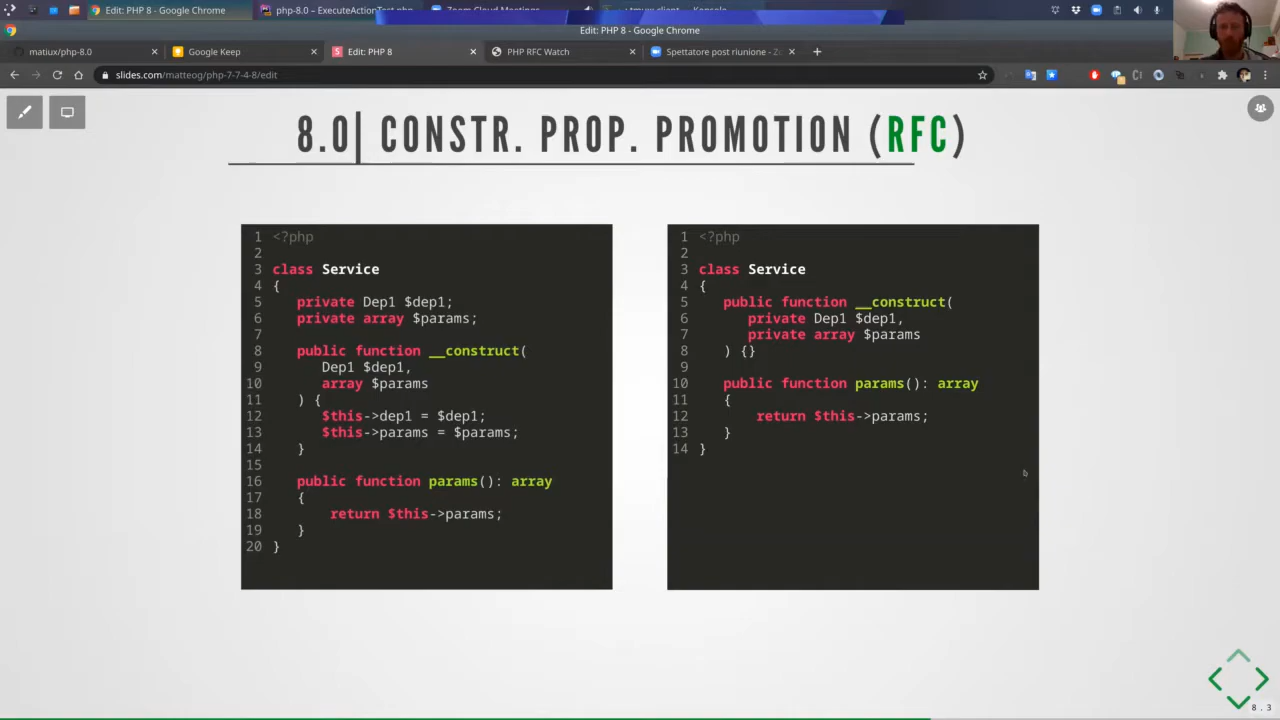 Edit: PHP 8 - Google Chrome
php-8.0 – ExecuteActionTest.php
Zoom Cloud Meetings
Edit: PHP 8 - Google Chrome
matiux/php-8.0
Google Keep
Edit: PHP 8
PHP RFC Watch
Spettatore post riunione - Z
slides.com/matteog/php-7-7-4-8/edit
8.0| CONSTR. PROP. PROMOTION (RFC)
1 <?php
2
3 class Service
4 {
5 private Dep1 $dep1;
6 private array $params;
7
8 public function __construct(
9 Dep1 $dep1,
10 array $params
11 ) {
12 $this->dep1 = $dep1;
13 $this->params = $params;
14 }
15
16 public function params(): array
17 {
18 return $this->params;
19 }
20 }
1 <?php
2
3 class Service
4 {
5 public function __construct(
6 private Dep1 $dep1,
7 private array $params
8 ) {}
9
10 public function params(): array
11 {
12 return $this->params;
13 }
14 }
8.3